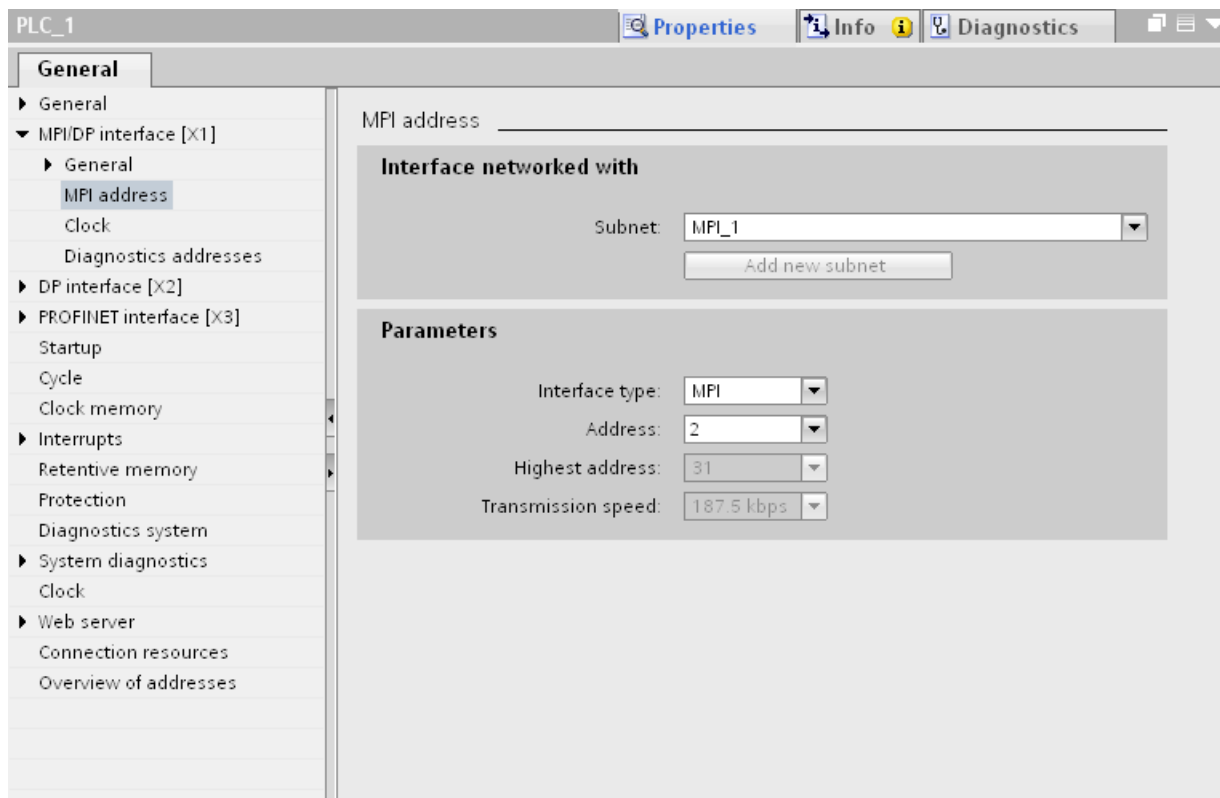 PLC_1
Properties
Info
Diagnostics
General
General
MPI/DP interface [X1]
General
MPI address
Clock
Diagnostics addresses
DP interface [X2]
PROFINET interface [X3]
Startup
Cycle
Clock memory
Interrupts
Retentive memory
Protection
Diagnostics system
System diagnostics
Clock
Web server
Connection resources
Overview of addresses
MPI address
Interface networked with
Subnet: MPI_1
Add new subnet
Parameters
Interface type: MPI
Address: 2
Highest address: 31
Transmission speed: 187.5 kbps